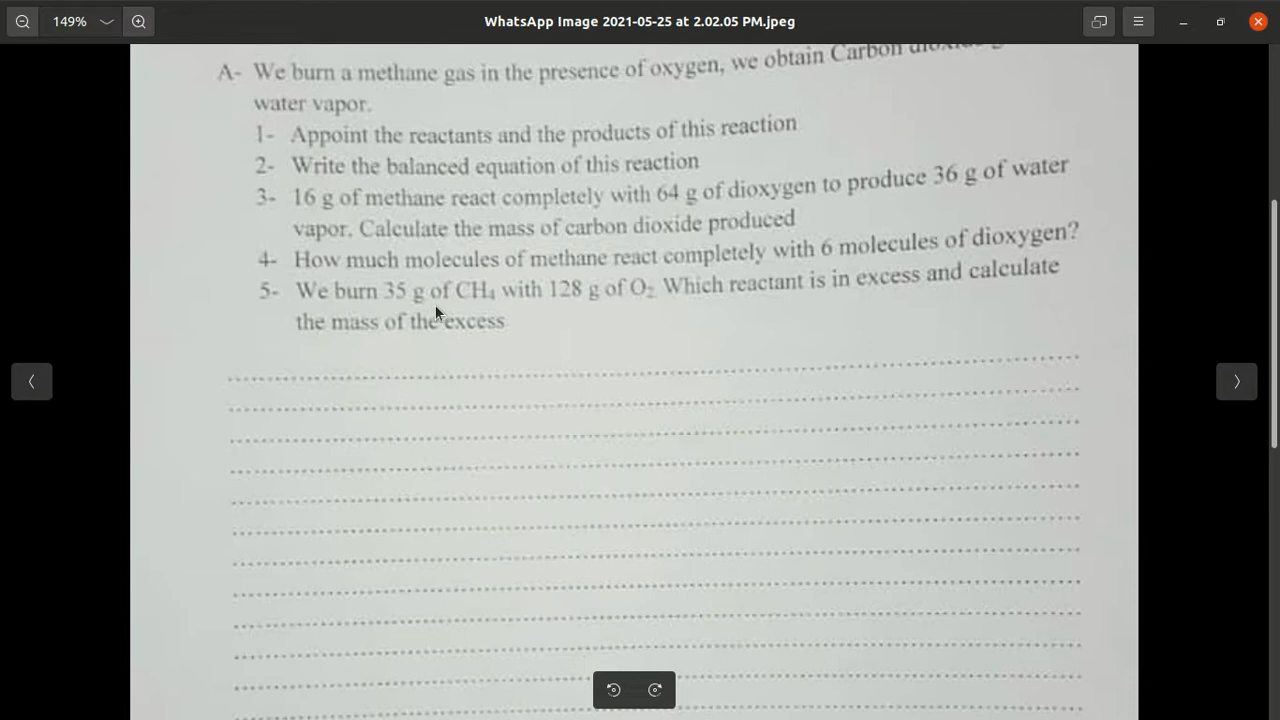 149%
WhatsApp Image 2021-05-25 at 2.02.05 PM.jpeg
A- We burn a methane gas in the presence of oxygen, we obtain Carbon
water vapor.
1- Appoint the reactants and the products of this reaction
2- Write the balanced equation of this reaction
3- 16 g of methane react completely with 64 g of dioxygen to produce 36 g of water
vapor. Calculate the mass of carbon dioxide produced
4- How much molecules of methane react completely with 6 molecules of dioxygen?
5- We burn 35 g of CH₄ with 128 g of O₂ Which reactant is in excess and calculate
the mass of the excess